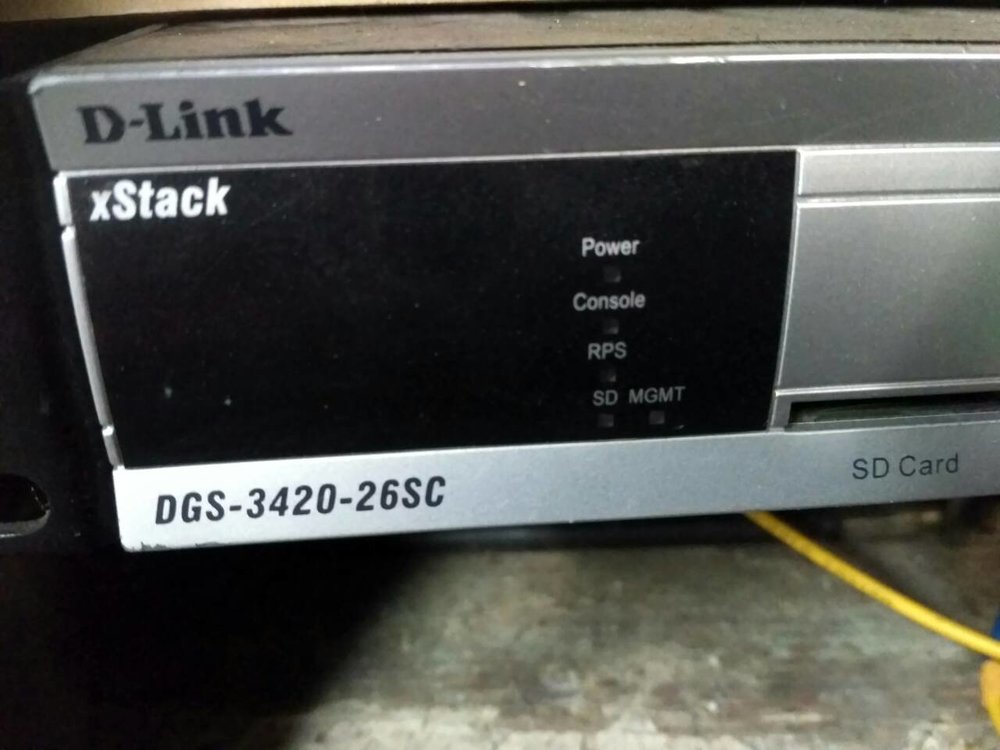 D-Link
xStack
Power
Console
RPS
SD MGMT
DGS-3420-26SC
SD Card